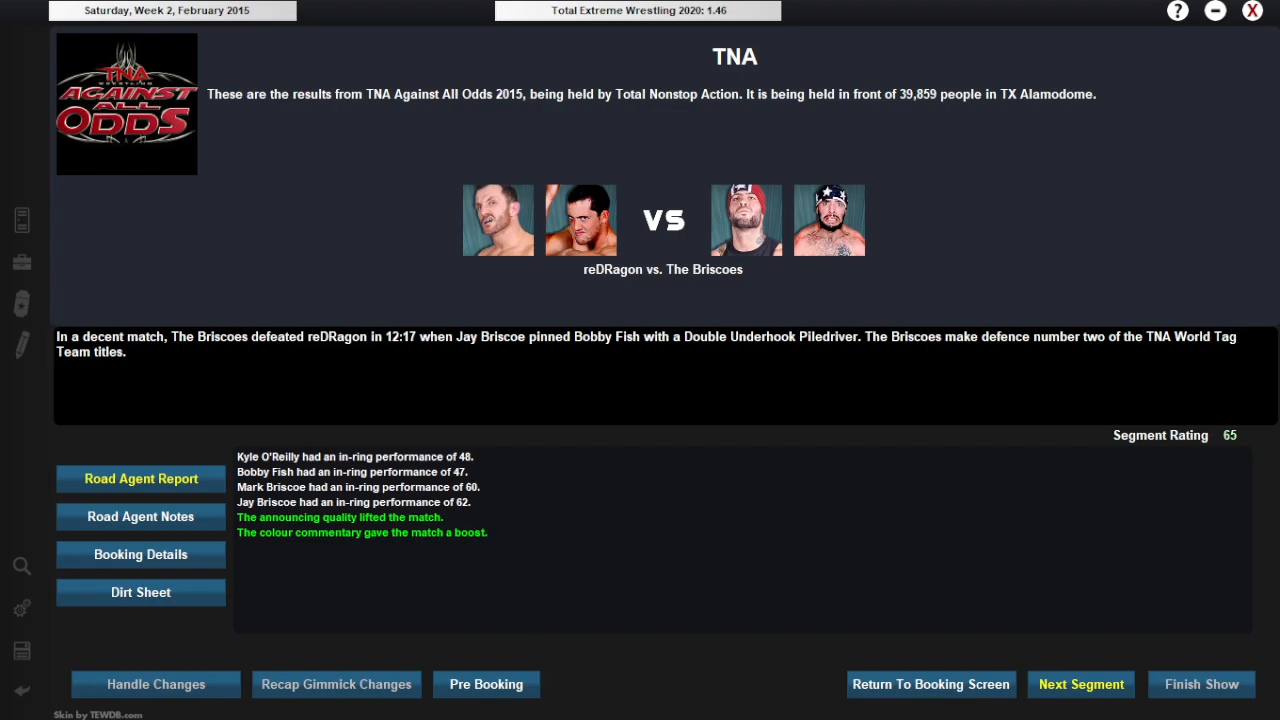 Saturday, Week 2, February 2015
Total Extreme Wrestling 2020: 1.46
?
X
TNA
WRESTLING
AGAINST
ALL
ODDS
TNA
These are the results from TNA Against All Odds 2015, being held by Total Nonstop Action. It is being held in front of 39,859 people in TX Alamodome.
VS
reDRagon vs. The Briscoes
In a decent match, The Briscoes defeated reDRagon in 12:17 when Jay Briscoe pinned Bobby Fish with a Double Underhook Piledriver. The Briscoes make defence number two of the TNA World Tag
Team titles.
Segment Rating 65
Road Agent Report
Road Agent Notes
Booking Details
Dirt Sheet
Kyle O'Reilly had an in-ring performance of 48.
Bobby Fish had an in-ring performance of 47.
Mark Briscoe had an in-ring performance of 60.
Jay Briscoe had an in-ring performance of 62.
The announcing quality lifted the match.
The colour commentary gave the match a boost.
Handle Changes
Recap Gimmick Changes
Pre Booking
Return To Booking Screen
Next Segment
Finish Show
Skin by TEWDB.com